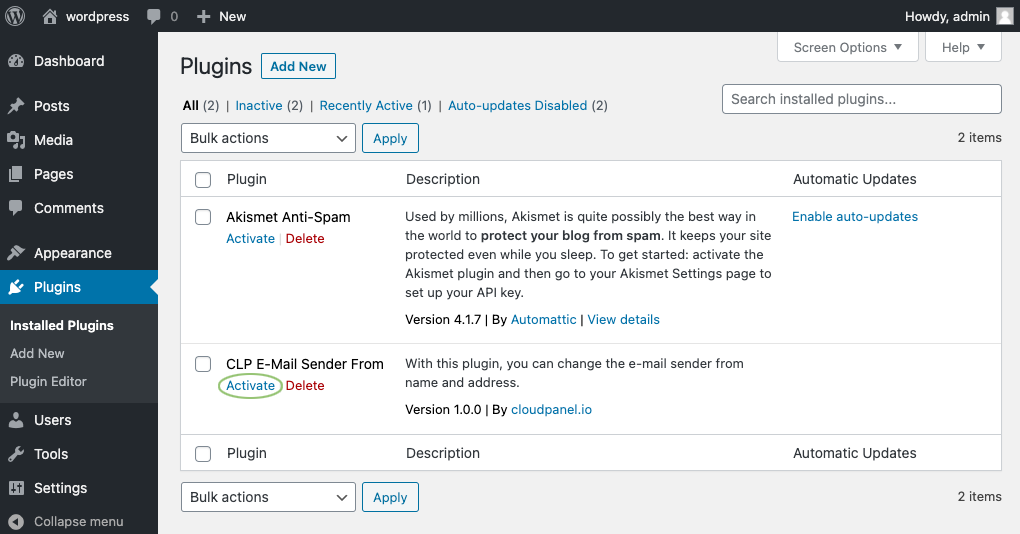 wordpress 0 New Howdy, admin
Screen Options Help
Plugins Add New
All (2) | Inactive (2) | Recently Active (1) | Auto-updates Disabled (2)
Search installed plugins...
Bulk actions Apply
2 items
Dashboard
Posts
Media
Pages
Comments
Appearance
Plugins
Installed Plugins
Add New
Plugin Editor
Users
Tools
Settings
Collapse menu
Plugin Description Automatic Updates
Akismet Anti-Spam
Activate | Delete
Used by millions, Akismet is quite possibly the best way in
the world to protect your blog from spam. It keeps your site
protected even while you sleep. To get started: activate the
Akismet plugin and then go to your Akismet Settings page to
set up your API key.
Version 4.1.7 | By Automattic | View details
Enable auto-updates
CLP E-Mail Sender From
Activate | Delete
With this plugin, you can change the e-mail sender from
name and address.
Version 1.0.0 | By cloudpanel.io
Plugin Description Automatic Updates
Bulk actions Apply
2 items